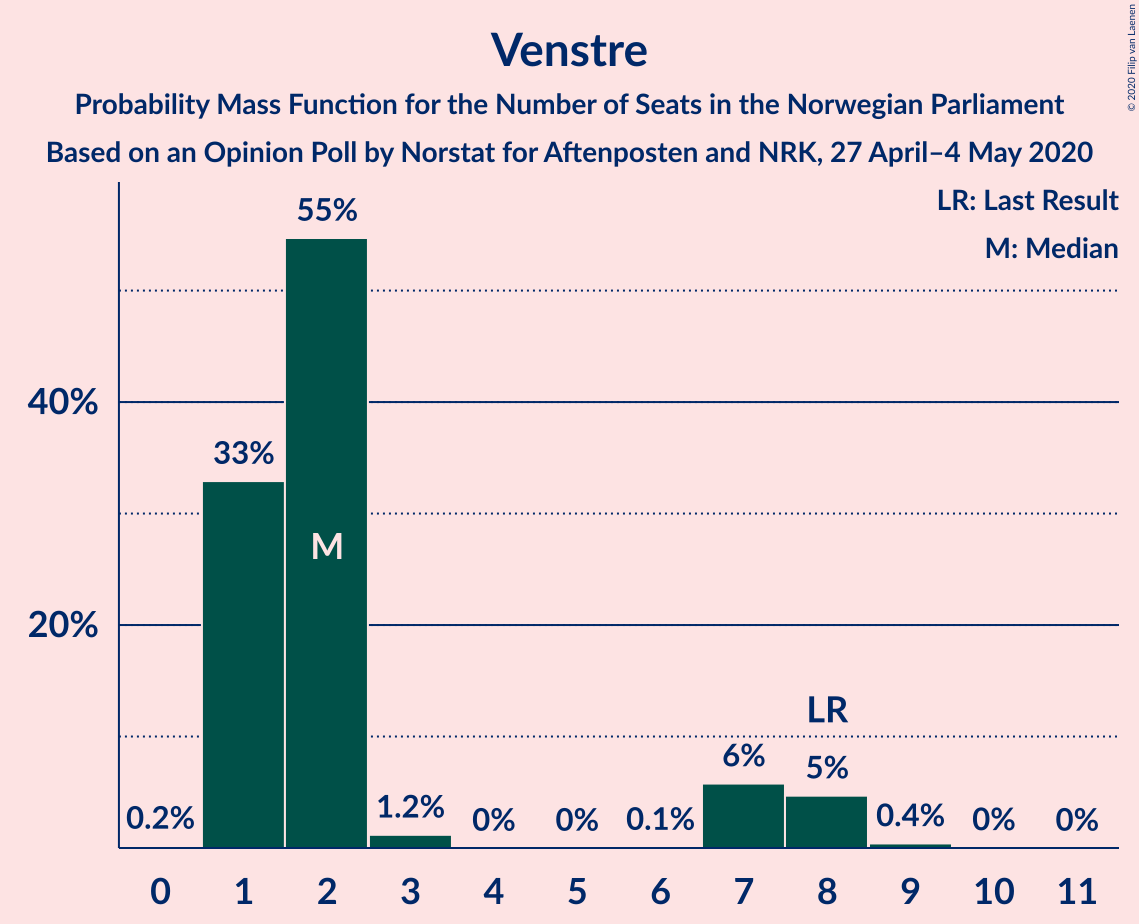 Venstre
Probability Mass Function for the Number of Seats in the Norwegian Parliament
Based on an Opinion Poll by Norstat for Aftenposten and NRK, 27 April–4 May 2020
© 2020 Filip van Laenen
LR: Last Result
M: Median
55%
40%
33%
M
20%
LR
6%
5%
0.2%
1.2%
0%
0%
0.1%
0.4%
0%
0%
0 1 2 3 4 5 6 7 8 9 10 11